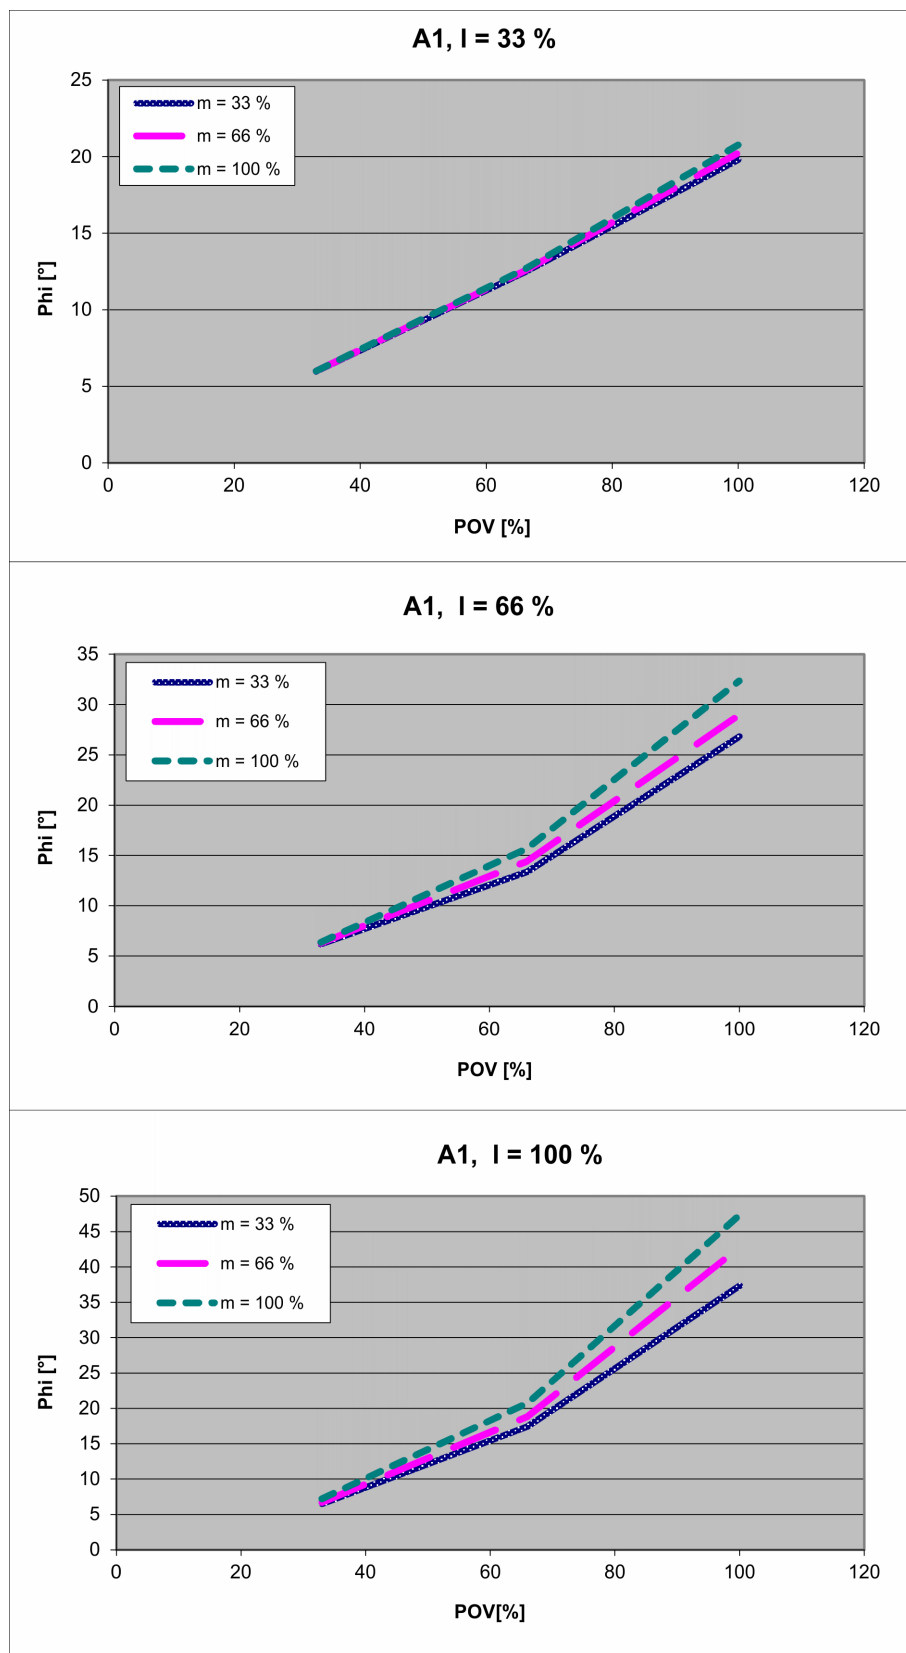 A1, l = 33 %
25
m = 33 %
m = 66 %
m = 100 %
20
15
10
5
0
Phi [°]
0 20 40 60 80 100 120
POV [%]
A1, l = 66 %
35
m = 33 %
30
m = 66 %
25
m = 100 %
20
15
10
5
0
Phi [°]
0 20 40 60 80 100 120
POV [%]
A1, l = 100 %
50
m = 33 %
45
m = 66 %
40
m = 100 %
35
30
25
20
15
10
5
0
Phi [°]
0 20 40 60 80 100 120
POV[%]